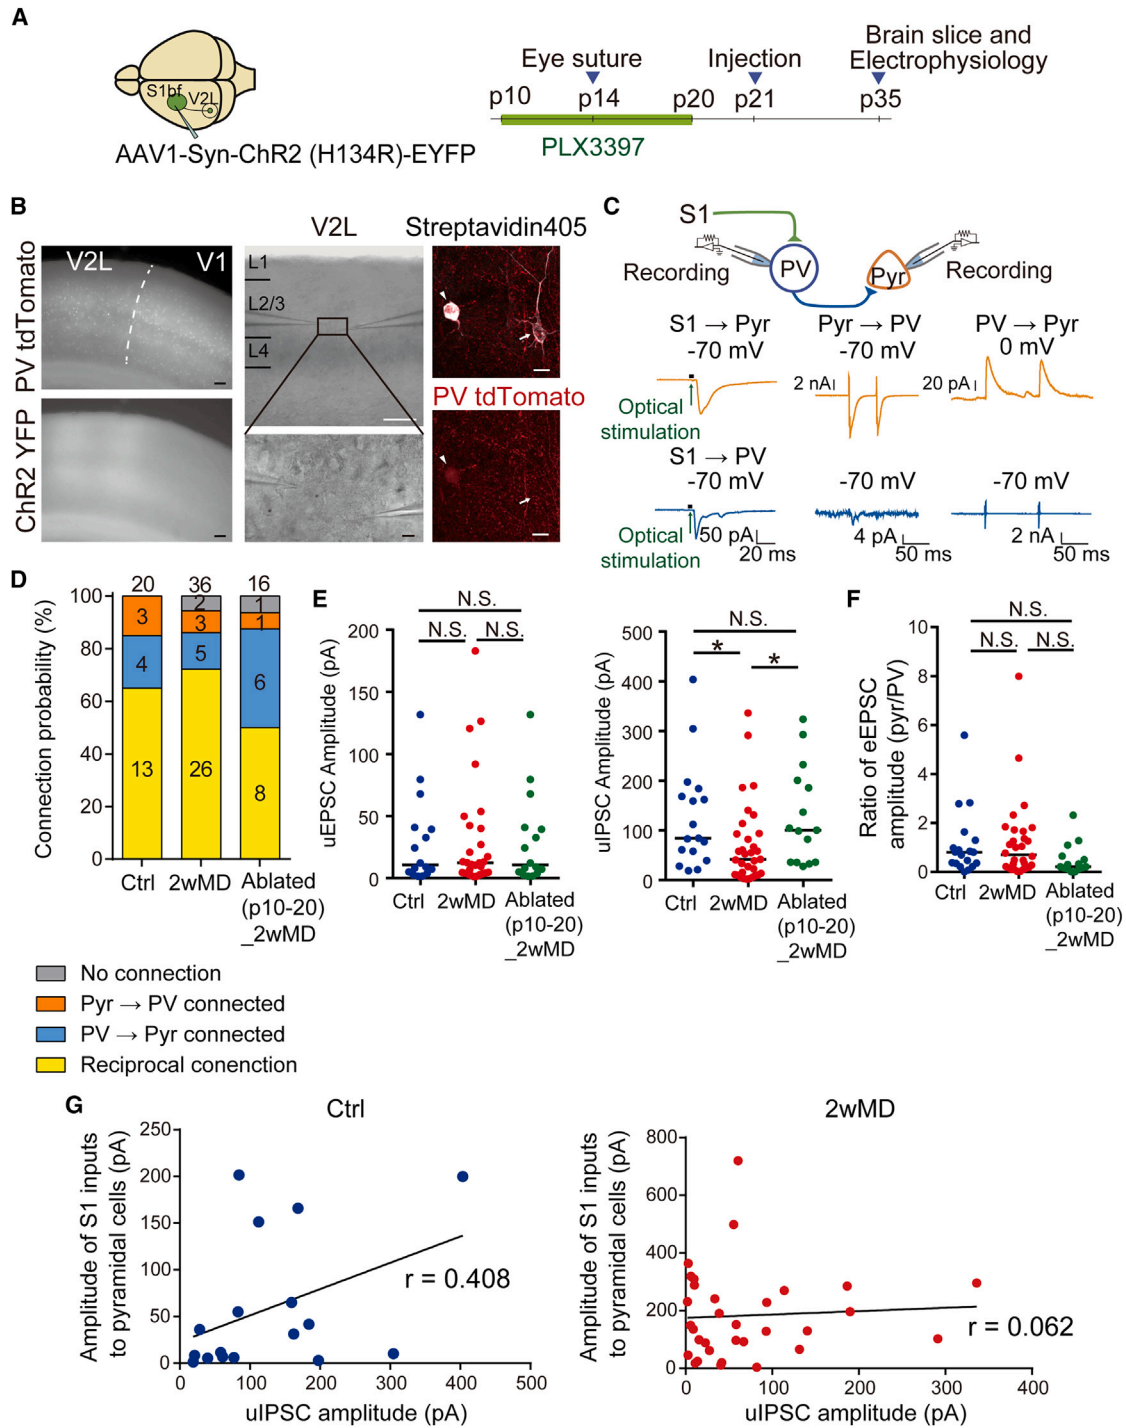 A
S1bf
V2L
AAV1-Syn-ChR2 (H134R)-EYFP
Eye suture
Injection
Brain slice and
Electrophysiology
p10
p14
p20
p21
p35
PLX3397
B
PV tdTomato
ChR2 YFP
V2L
V1
V2L
L1
L2/3
L4
Streptavidin405
PV tdTomato
C
S1
PV
Pyr
Recording
Recording
S1 → Pyr
-70 mV
Pyr → PV
-70 mV
PV → Pyr
0 mV
2 nA
20 pA
Optical
stimulation
S1 → PV
-70 mV
-70 mV
-70 mV
Optical
stimulation
50 pA
20 ms
4 pA
50 ms
2 nA
50 ms
D
Connection probability (%)
100
80
60
40
20
0
20
36
16
3
4
13
2
3
5
26
1
1
6
8
Ctrl
2wMD
Ablated
(p10-20)
_2wMD
No connection
Pyr → PV connected
PV → Pyr connected
Reciprocal conenction
E
uEPSC Amplitude (pA)
200
150
100
50
0
N.S.
N.S.
N.S.
Ctrl
2wMD
Ablated
(p10-20)
_2wMD
uIPSC Amplitude (pA)
500
400
300
200
100
0
N.S.
*
*
Ctrl
2wMD
Ablated
(p10-20)
_2wMD
F
Ratio of eEPSC
amplitude (pyr/PV)
10
8
6
4
2
0
N.S.
N.S.
N.S.
Ctrl
2wMD
Ablated
(p10-20)
_2wMD
G
Ctrl
Amplitude of S1 inputs
to pyramidal cells (pA)
250
200
150
100
50
0
r = 0.408
0
100
200
300
400
500
uIPSC amplitude (pA)
2wMD
Amplitude of S1 inputs
to pyramidal cells (pA)
800
600
400
200
0
r = 0.062
0
100
200
300
400
uIPSC amplitude (pA)